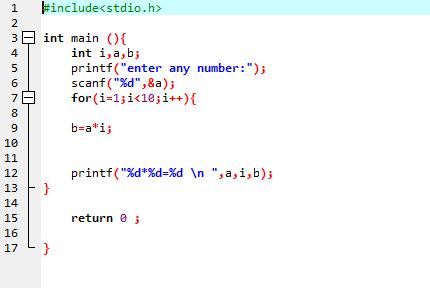 1 #include<stdio.h>
2
3 int main (){
4 int i,a,b;
5 printf("enter any number:");
6 scanf("%d",&a);
7 for(i=1;i<10;i++){
8
9 b=a*i;
10
11
12 printf("%d*%d=%d \n ",a,i,b);
13 }
14
15 return 0 ;
16
17 }